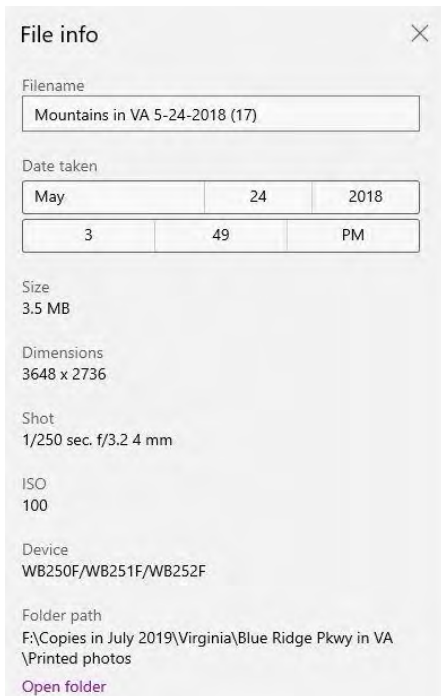 File info
Filename
Mountains in VA 5-24-2018 (17)
Date taken
May 24 2018
3 49 PM
Size
3.5 MB
Dimensions
3648 x 2736
Shot
1/250 sec. f/3.2 4 mm
ISO
100
Device
WB250F/WB251F/WB252F
Folder path
F:\Copies in July 2019\Virginia\Blue Ridge Pkwy in VA
\Printed photos
Open folder